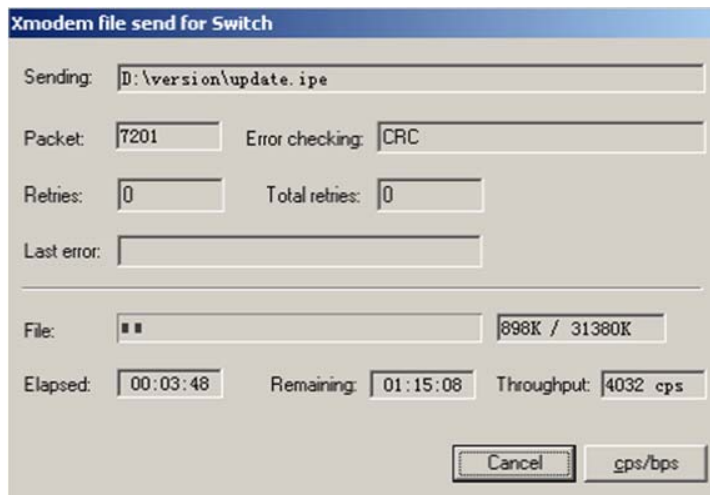 Xmodem file send for Switch
Sending: D:\version\update.ipe
Packet: 7201 Error checking: CRC
Retries: 0 Total retries: 0
Last error:
File: 898K / 31380K
Elapsed: 00:03:48 Remaining: 01:15:08 Throughput: 4032 cps
Cancel cps/bps